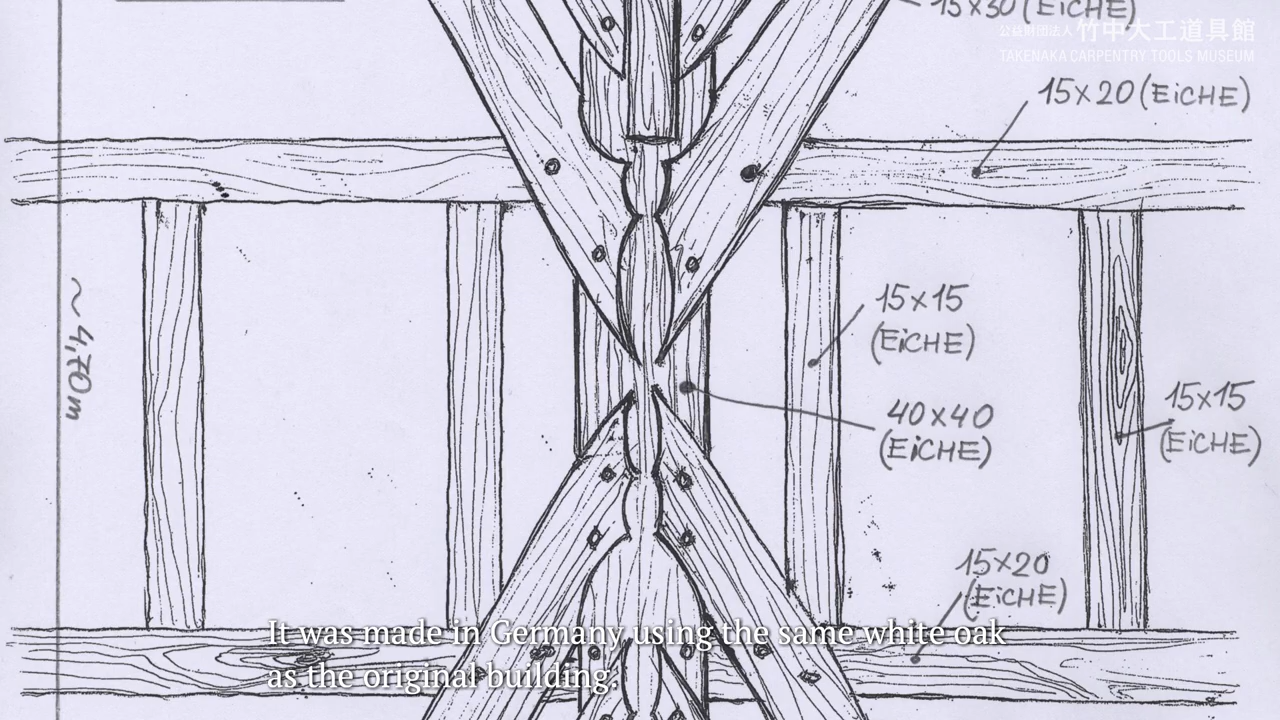 15x30 (EiCHE)
公益財団法人 竹中大工道具館
TAKENAKA CARPENTRY TOOLS MUSEUM
15x20 (EiCHE)
15x15
(EiCHE)
~4,70m
15x15
(EiCHE)
40x40
(EiCHE)
15x20
(EiCHE)
It was made in Germany using the same white oak
as the original building.